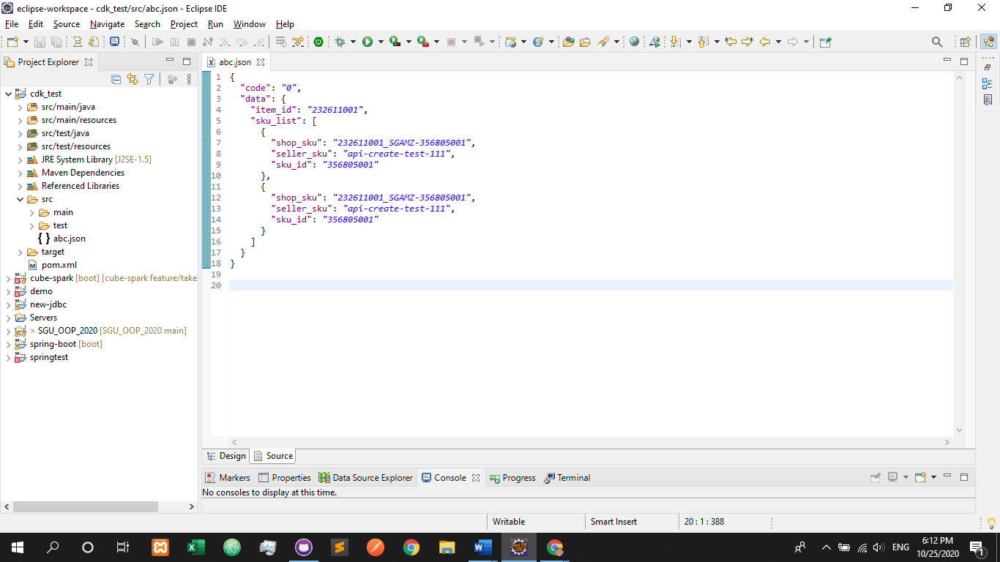 eclipse-workspace - cdk_test/src/abc.json - Eclipse IDE
File Edit Source Navigate Search Project Run Window Help
Project Explorer
cdk_test
src/main/java
src/main/resources
src/test/java
src/test/resources
JRE System Library [J2SE-1.5]
Maven Dependencies
Referenced Libraries
src
main
test
{ } abc.json
target
pom.xml
cube-spark [boot] [cube-spark feature/take
demo
new-jdbc
Servers
> SGU_OOP_2020 [SGU_OOP_2020 main]
spring-boot [boot]
springtest
abc.json
1 {
2 "code": "0",
3 "data": {
4 "item_id": "232611001",
5 "sku_list": [
6 {
7 "shop_sku": "232611001_SGAMZ-356805001",
8 "seller_sku": "api-create-test-111",
9 "sku_id": "356805001"
10 },
11 {
12 "shop_sku": "232611001_SGAMZ-356805001",
13 "seller_sku": "api-create-test-111",
14 "sku_id": "356805001"
15 }
16 ]
17 }
18 }
19
20
Design Source
Markers Properties Data Source Explorer Console Progress Terminal
No consoles to display at this time.
Writable Smart Insert 20 : 1 : 388
ENG
6:12 PM
10/25/2020
1